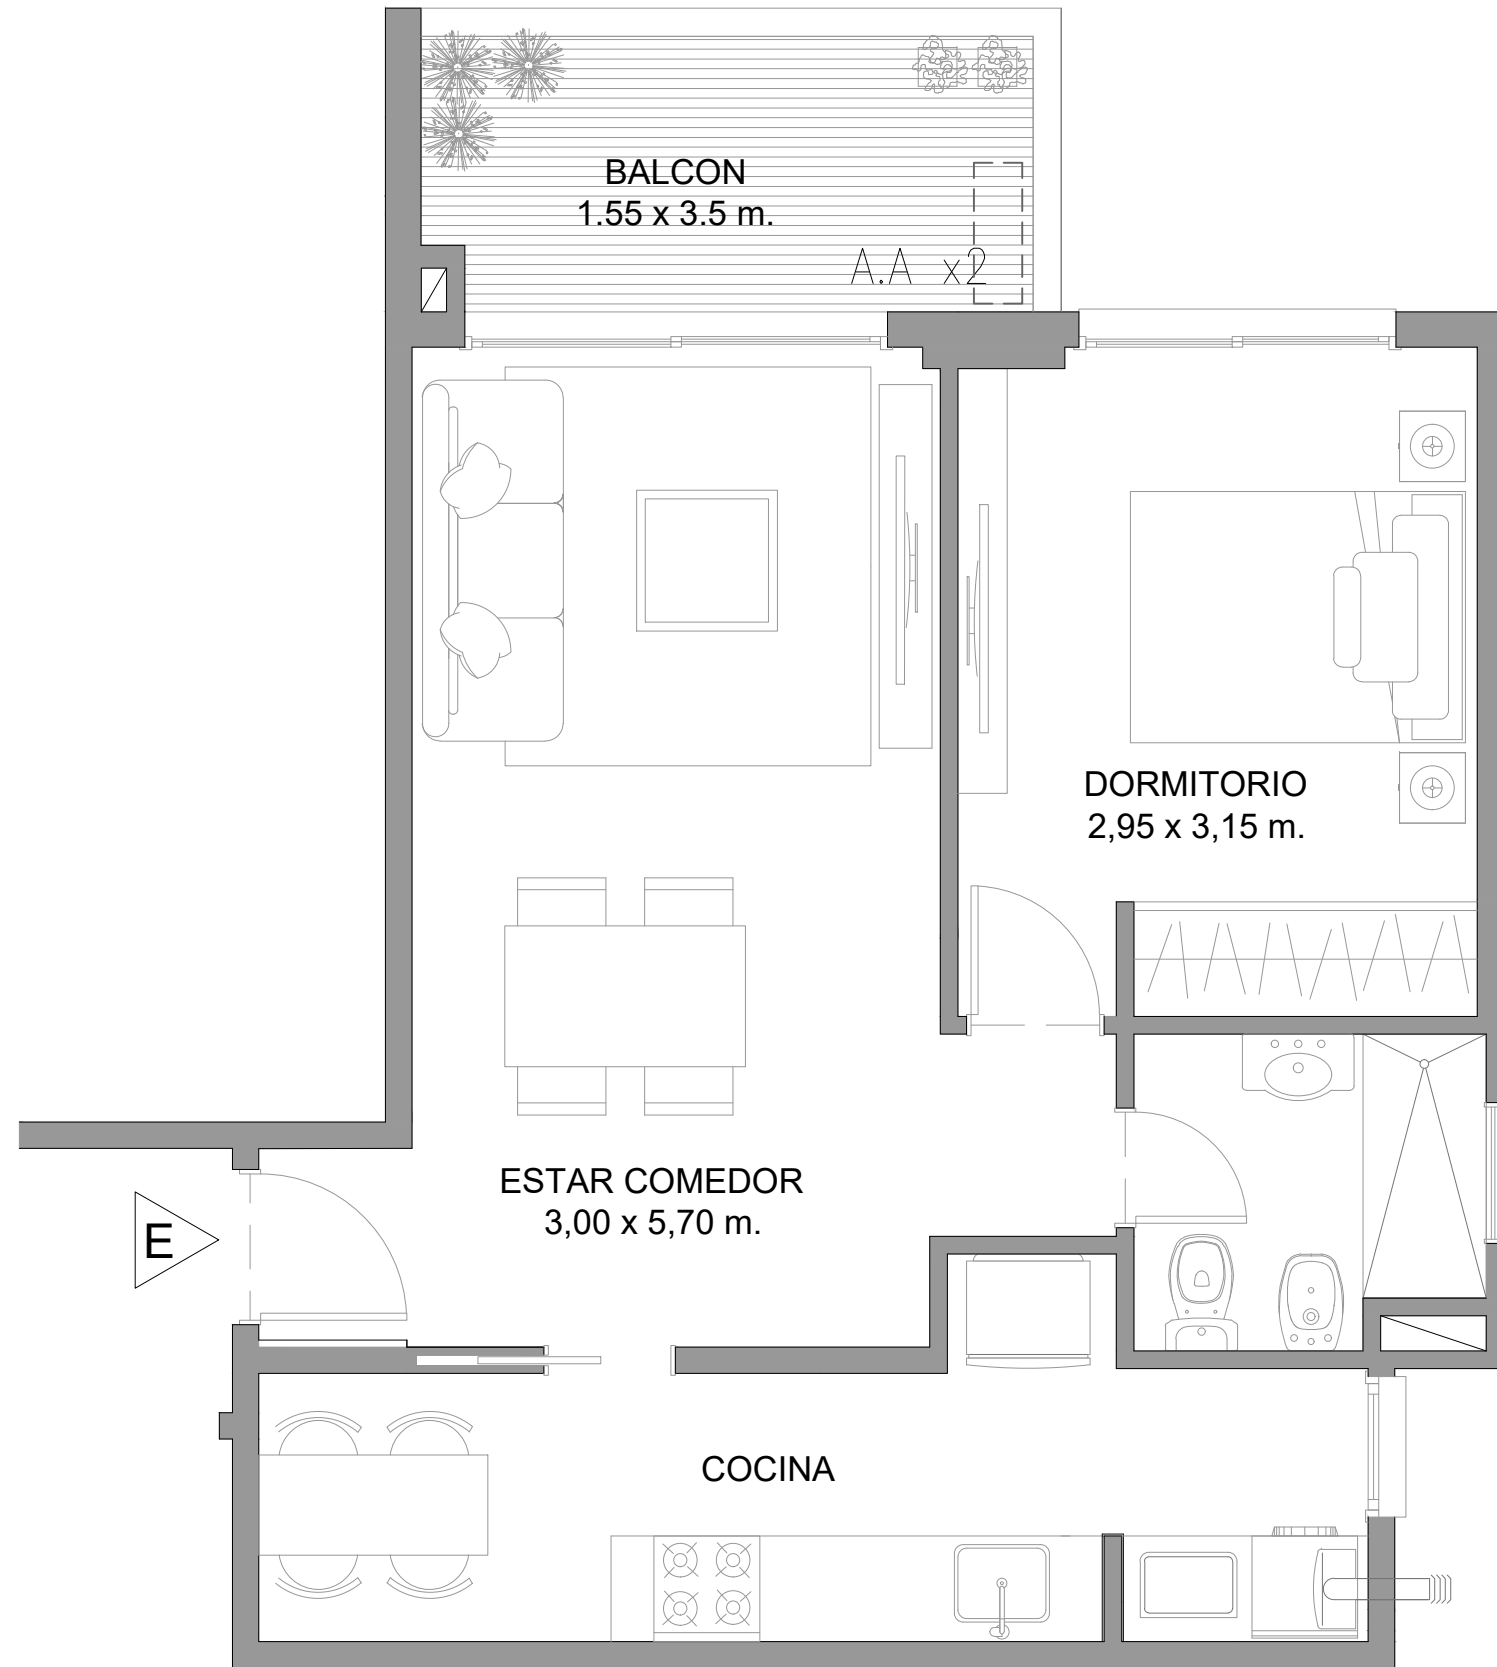 BALCON
1.55 x 3.5 m.
A.A x2
DORMITORIO
2,95 x 3,15 m.
ESTAR COMEDOR
3,00 x 5,70 m.
E
COCINA